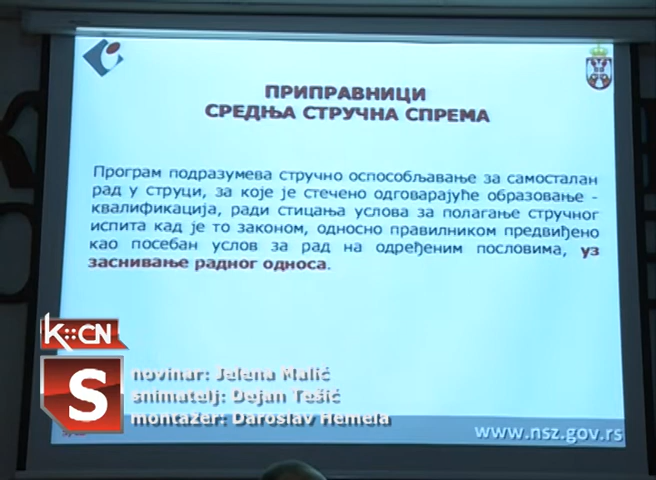 ПРИПРАВНИЦИ
СРЕДЊА СТРУЧНА СПРЕМА
Програм подразумева стручно оспособљавање за самосталан
рад у струци, за које је стечено одговарајуће образовање -
квалификација, ради стицања услова за полагање стручног
испита кад је то законом, односно правилником предвиђено
као посебан услов за рад на одређеним пословима, уз
заснивање радног односа.
K::CN
S
novinar: Jelena Malić
snimatelj: Dejan Tešić
montažer: Daroslav Hemela
www.nsz.gov.rs